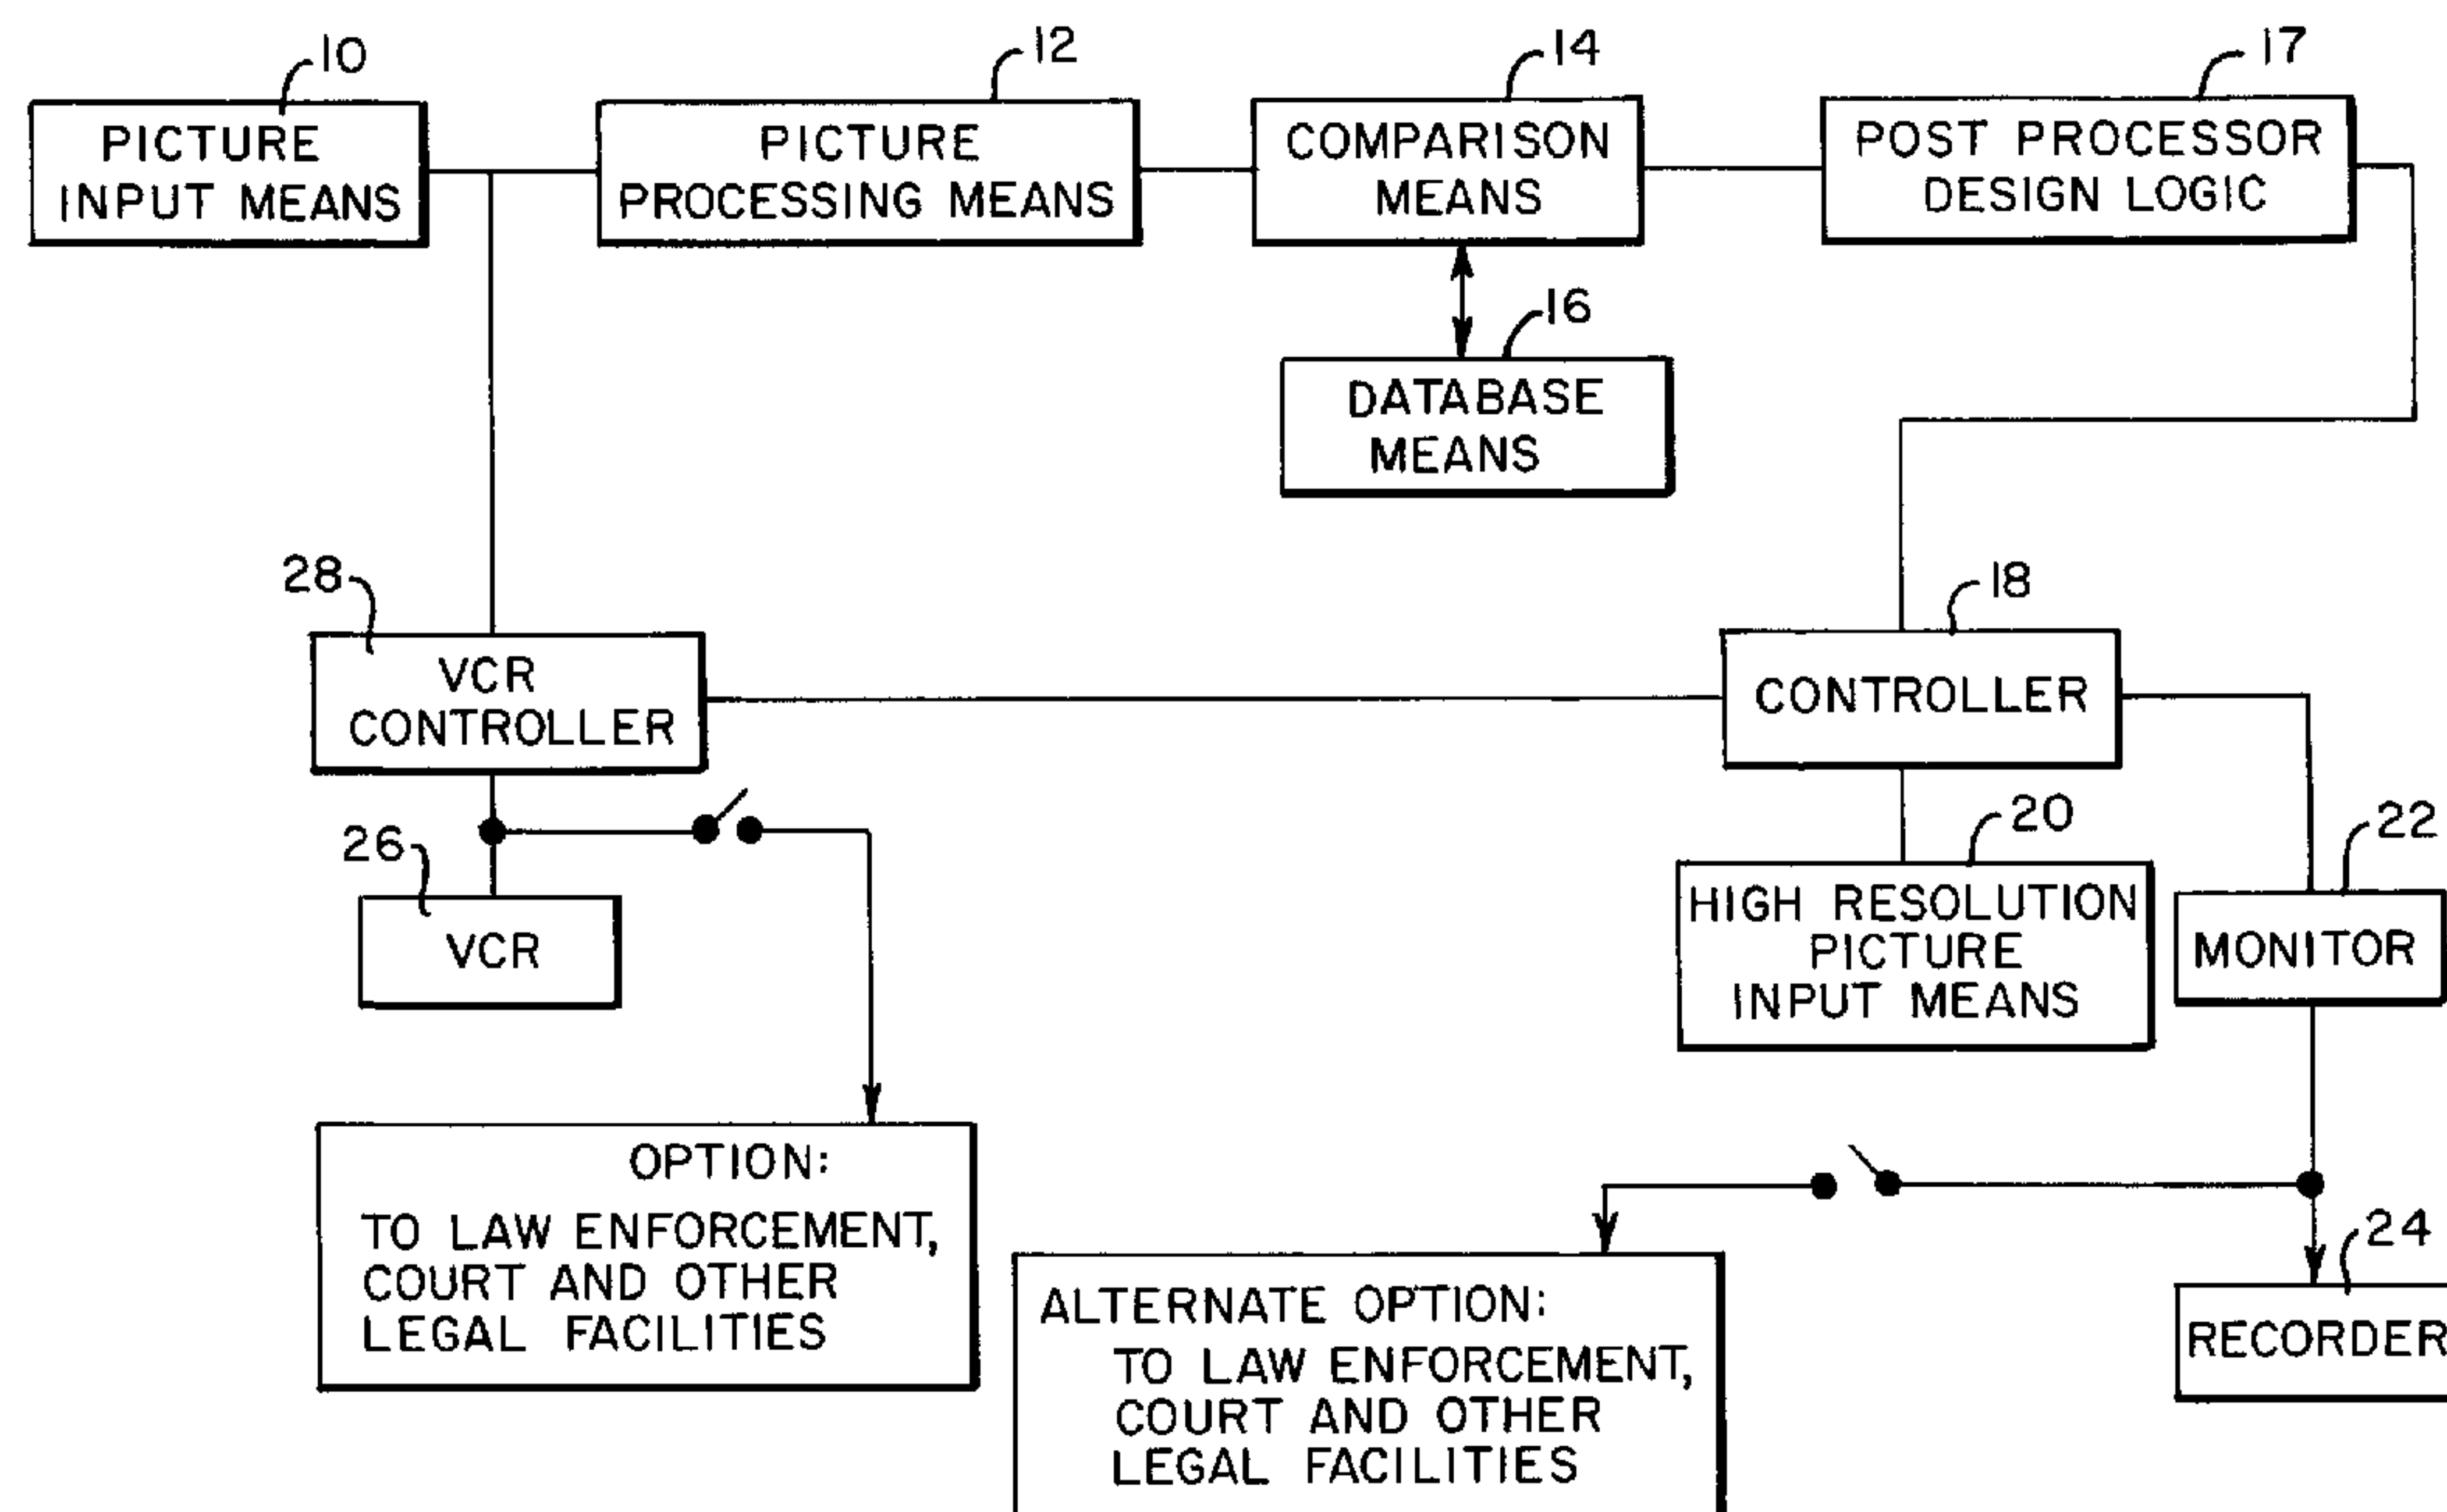 10
PICTURE
INPUT MEANS
12
PICTURE
PROCESSING MEANS
14
COMPARISON
MEANS
17
POST PROCESSOR
DESIGN LOGIC
16
DATABASE
MEANS
28
VCR
CONTROLLER
18
CONTROLLER
26
VCR
20
HIGH RESOLUTION
PICTURE
INPUT MEANS
22
MONITOR
OPTION:
TO LAW ENFORCEMENT,
COURT AND OTHER
LEGAL FACILITIES
ALTERNATE OPTION:
TO LAW ENFORCEMENT,
COURT AND OTHER
LEGAL FACILITIES
24
RECORDER